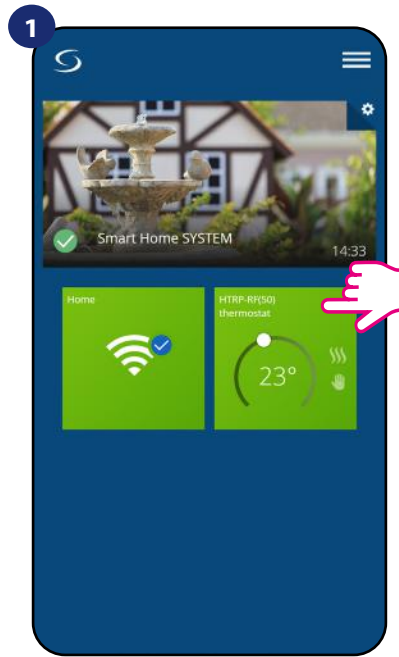 1
Smart Home SYSTEM
14:33
Home
HTRP-RF(50)
thermostat
23°